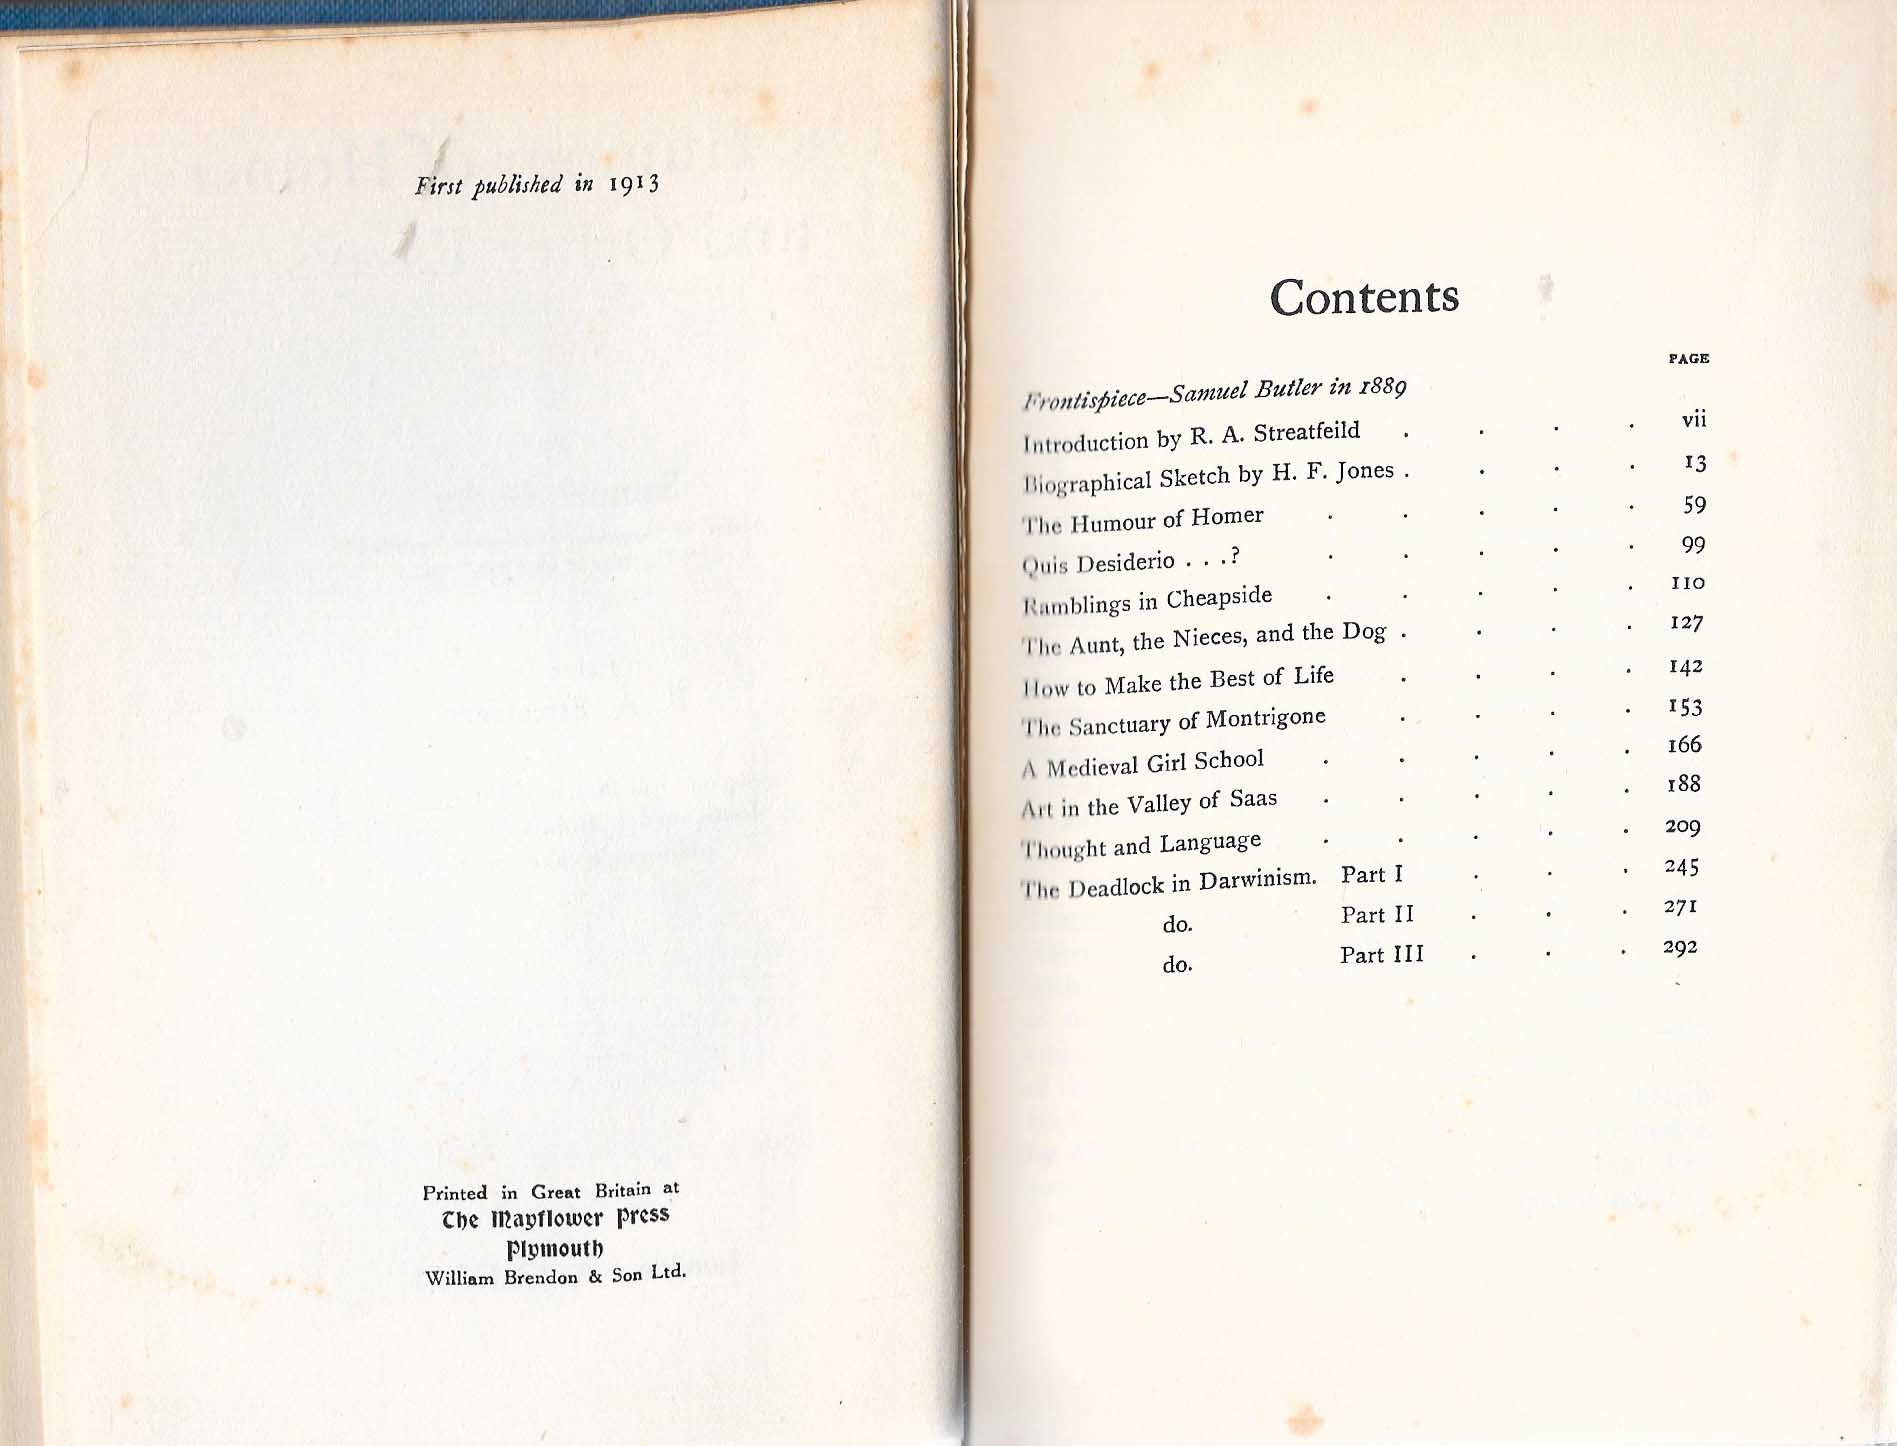 First published in 1913
Printed in Great Britain at
The Mayflower Press
Plymouth
William Brendon & Son Ltd.
Contents
PAGE
Frontispiece—Samuel Butler in 1889
Introduction by R. A. Streatfeild . . . . vii
Biographical Sketch by H. F. Jones . . . . 13
The Humour of Homer . . . . . 59
Quis Desiderio . . .? . . . . . 99
Ramblings in Cheapside . . . . . 110
The Aunt, the Nieces, and the Dog . . . . 127
How to Make the Best of Life . . . . 142
The Sanctuary of Montrigone . . . . 153
A Medieval Girl School . . . . . 166
Art in the Valley of Saas . . . . . 188
Thought and Language . . . . . 209
The Deadlock in Darwinism. Part I . . . 245
do. Part II . . . 271
do. Part III . . . 292